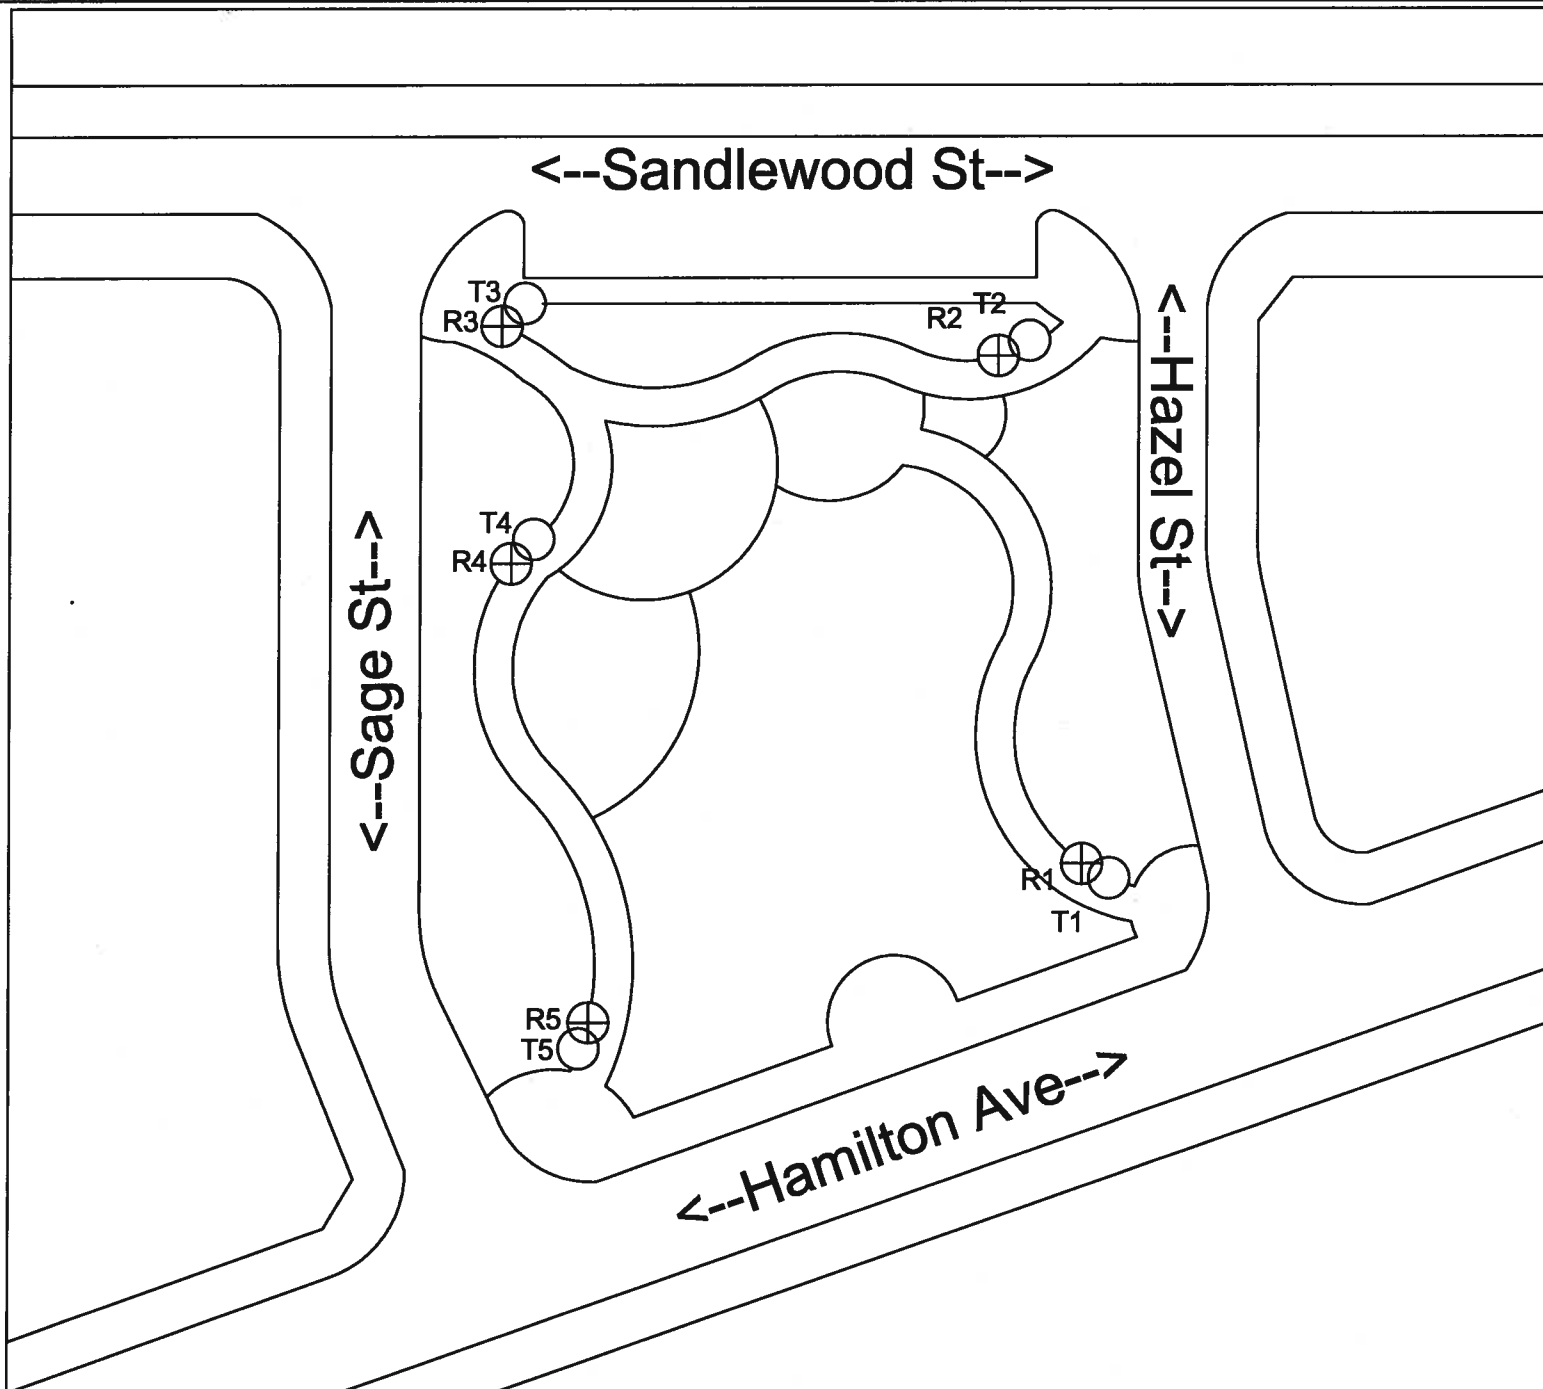 <--Sandlewood St-->
T3
R3
T2
R2
<--Hazel St-->
T4
R4
<--Sage St-->
R1
T1
R5
T5
<--Hamilton Ave-->